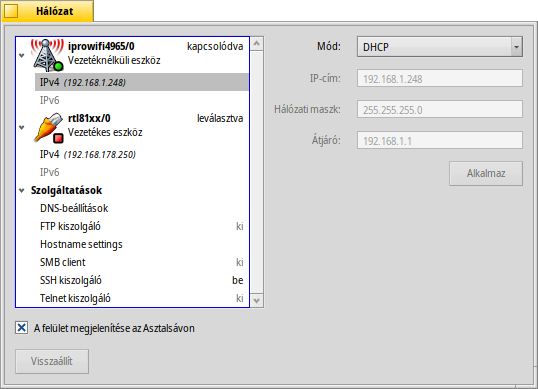 Hálózat
iprowifi4965/0 kapcsolódva
Vezetéknélküli eszköz
IPv4 (192.168.1.248)
IPv6
rtl81xx/0 leválasztva
Vezetékes eszköz
IPv4 (192.168.178.250)
IPv6
Szolgáltatások
DNS-beállítások
FTP kiszolgáló ki
Hostname settings
SMB client ki
SSH kiszolgáló be
Telnet kiszolgáló ki
Mód: DHCP
IP-cím: 192.168.1.248
Hálózati maszk: 255.255.255.0
Átjáró: 192.168.1.1
Alkalmaz
A felület megjelenítése az Asztalsávon
Visszaállít